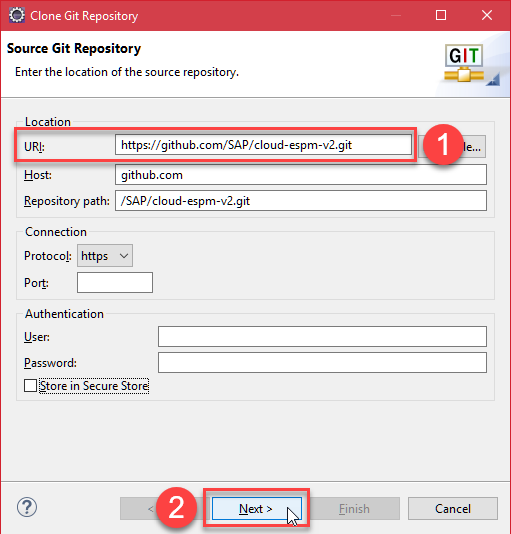 Clone Git Repository
Source Git Repository
Enter the location of the source repository.
GIT
Location
URI: https://github.com/SAP/cloud-espm-v2.git 1 le...
Host: github.com
Repository path: /SAP/cloud-espm-v2.git
Connection
Protocol: https
Port:
Authentication
User:
Password:
Store in Secure Store
? < 2 Next > Finish Cancel